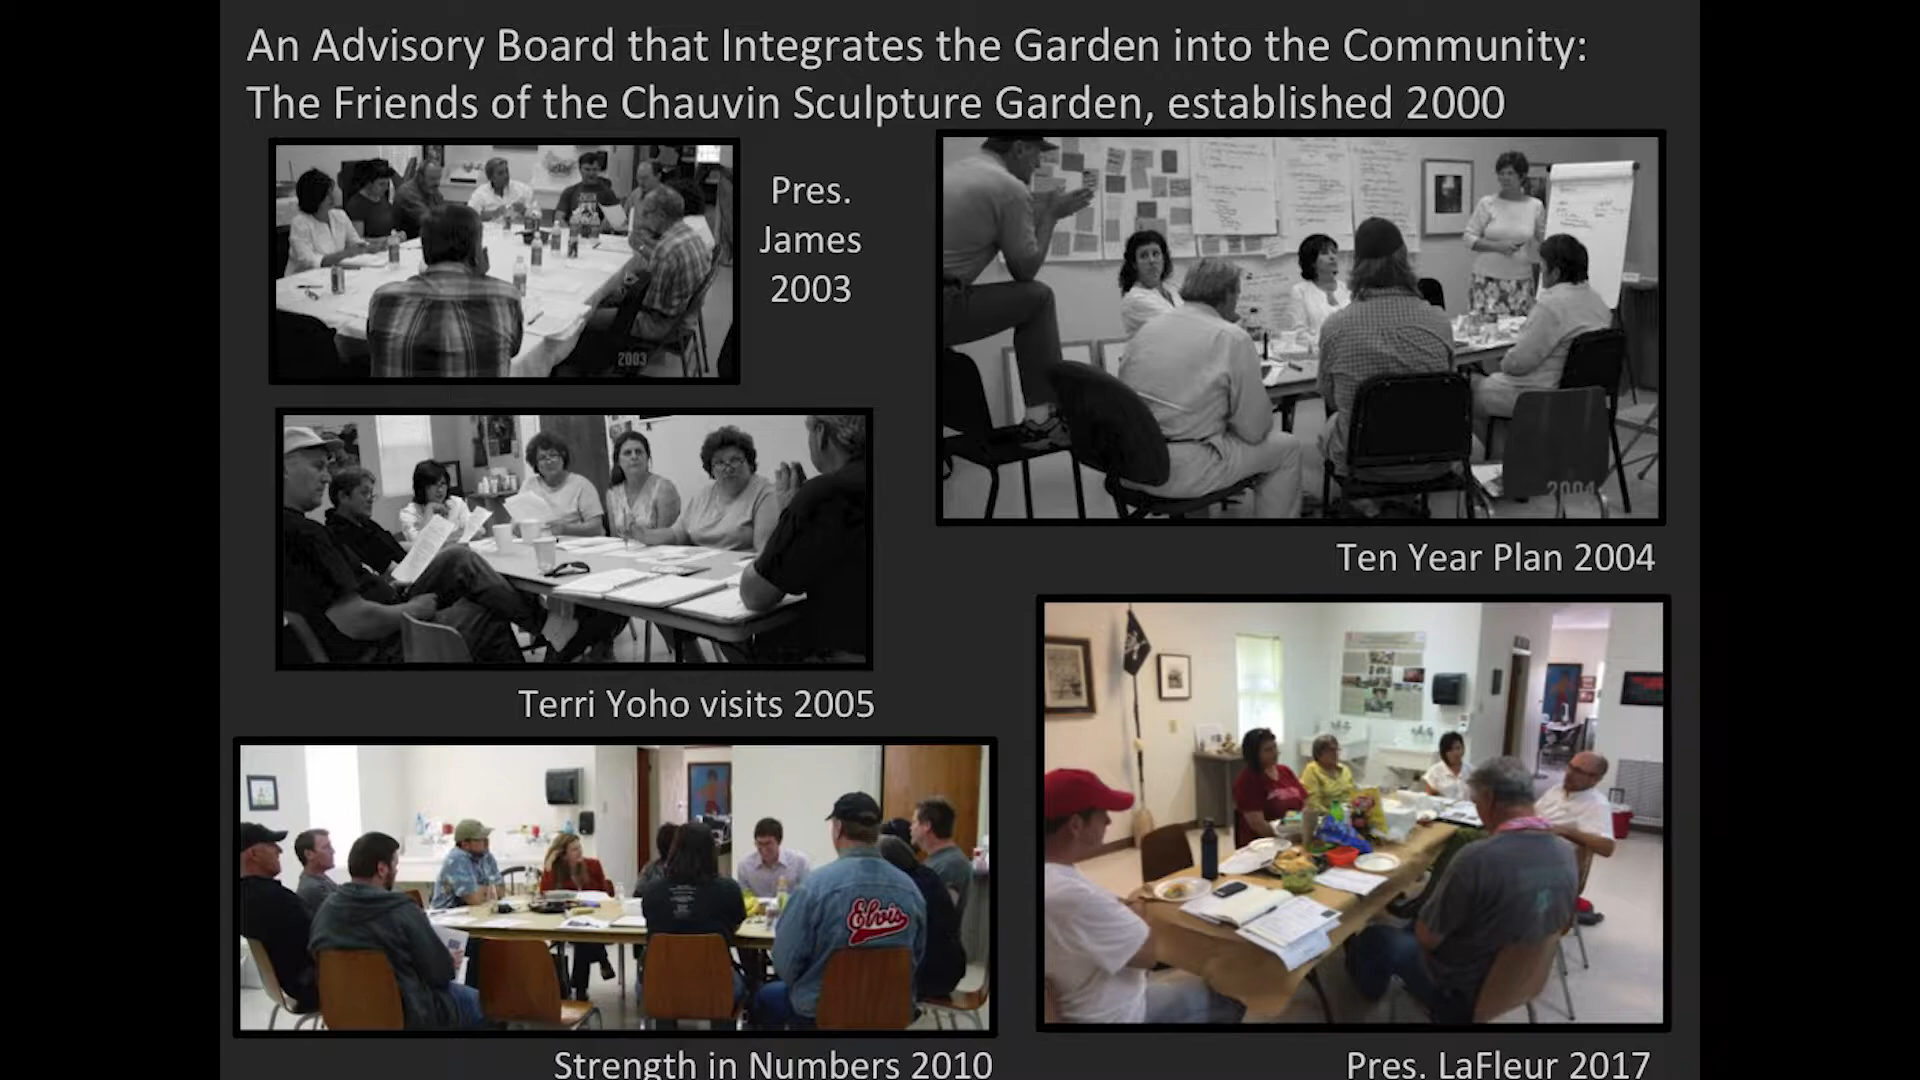 An Advisory Board that Integrates the Garden into the Community:
The Friends of the Chauvin Sculpture Garden, established 2000
Pres.
James
2003
2003
2004
Ten Year Plan 2004
Terri Yoho visits 2005
Elvis
Strength in Numbers 2010
Pres. LaFleur 2017